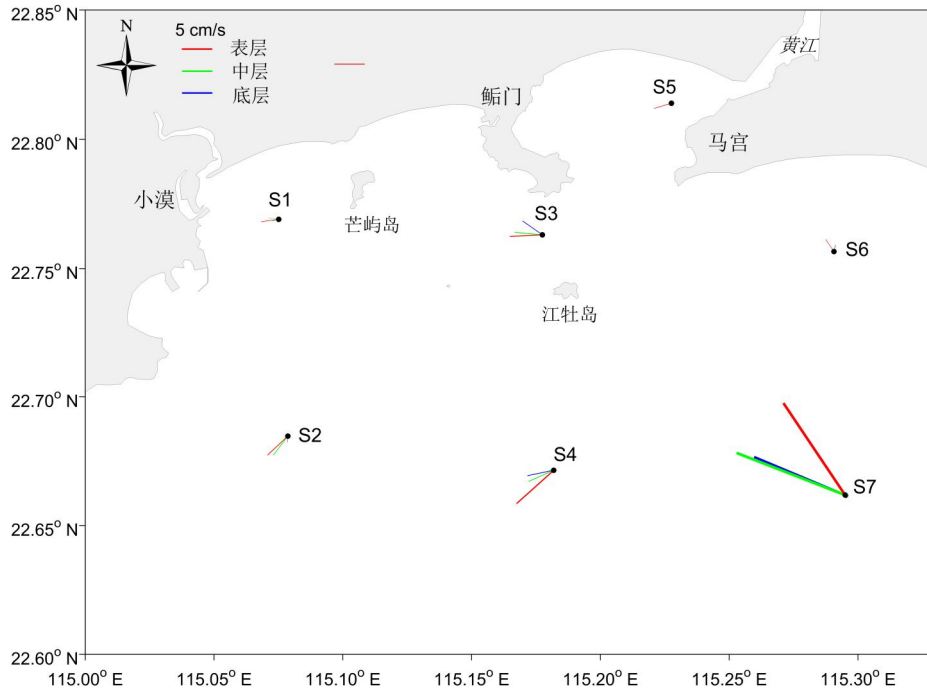 22.85° N
22.80° N
22.75° N
22.70° N
22.65° N
22.60° N
N
5 cm/s
表层
中层
底层
黄江
鲘门
S5
马宫
小漠
S1
芒屿岛
S3
S6
江牡岛
S2
S4
S7
115.00° E
115.05° E
115.10° E
115.15° E
115.20° E
115.25° E
115.30° E